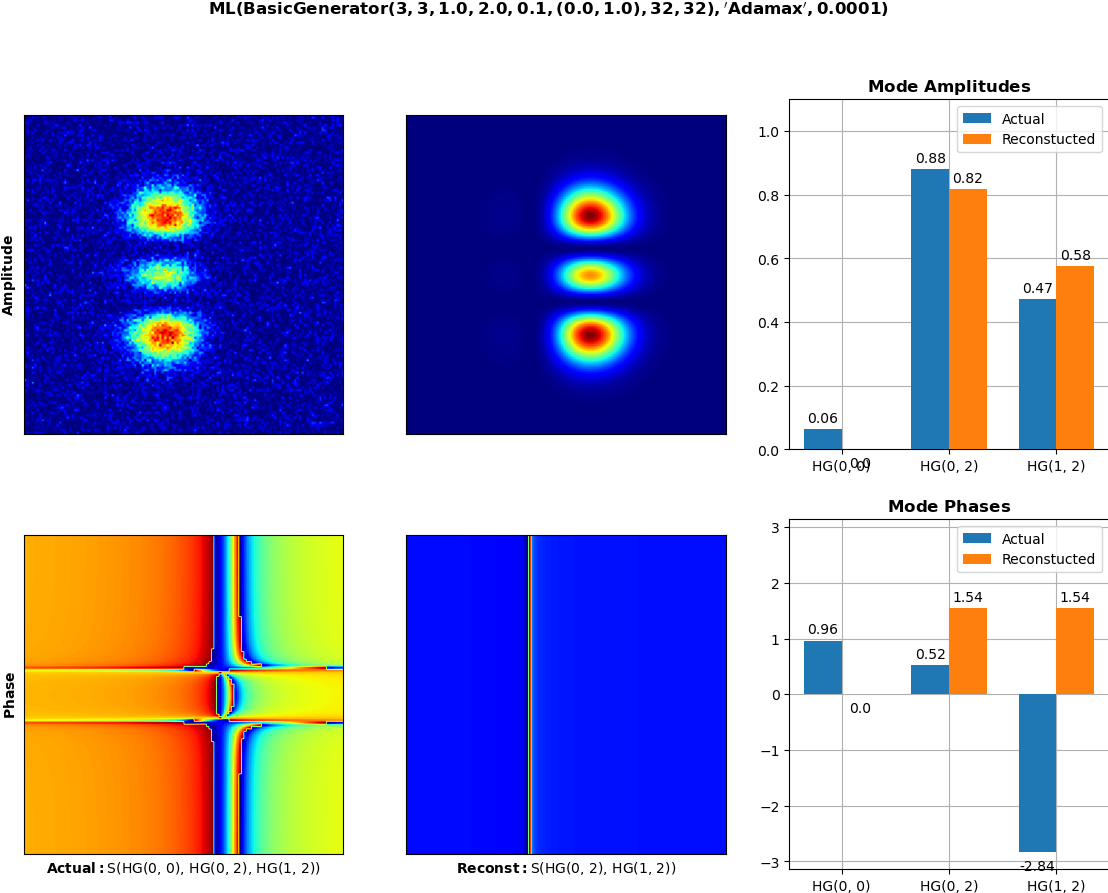 ML(BasicGenerator(3, 3, 1.0, 2.0, 0.1, (0.0, 1.0), 32, 32), ′Adamax′, 0.0001)
Amplitude
Mode Amplitudes
Actual
Reconstucted
1.0
0.8
0.6
0.4
0.2
0.0
0.06
0.0
0.88
0.82
0.47
0.58
HG(0, 0)
HG(0, 2)
HG(1, 2)
Phase
Actual: S(HG(0, 0), HG(0, 2), HG(1, 2))
Reconst: S(HG(0, 2), HG(1, 2))
Mode Phases
Actual
Reconstucted
3
2
1
0
−1
−2
−3
0.96
0.0
0.52
1.54
-2.84
1.54
HG(0, 0)
HG(0, 2)
HG(1, 2)